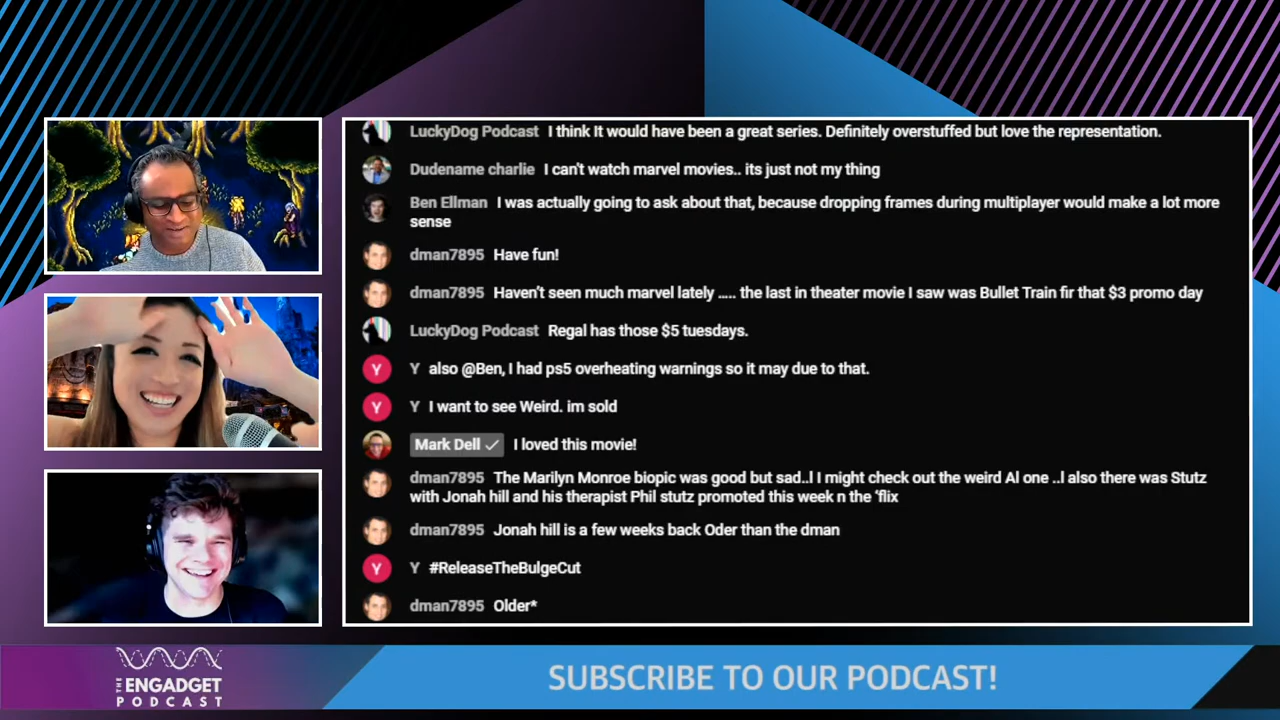 LuckyDog Podcast I think It would have been a great series. Definitely overstuffed but love the representation.
Dudename charlie I can't watch marvel movies.. its just not my thing
Ben Ellman I was actually going to ask about that, because dropping frames during multiplayer would make a lot more
sense
dman7895 Have fun!
dman7895 Haven't seen much marvel lately ..... the last in theater movie I saw was Bullet Train fir that $3 promo day
LuckyDog Podcast Regal has those $5 tuesdays.
Y Y also @Ben, I had ps5 overheating warnings so it may due to that.
Y Y I want to see Weird. im sold
Mark Dell ✓ I loved this movie!
dman7895 The Marilyn Monroe biopic was good but sad..l I might check out the weird Al one ..l also there was Stutz
with Jonah hill and his therapist Phil stutz promoted this week n the 'flix
dman7895 Jonah hill is a few weeks back Oder than the dman
Y Y #ReleaseTheBulgeCut
dman7895 Older*
THE ENGADGET
PODCAST
SUBSCRIBE TO OUR PODCAST!